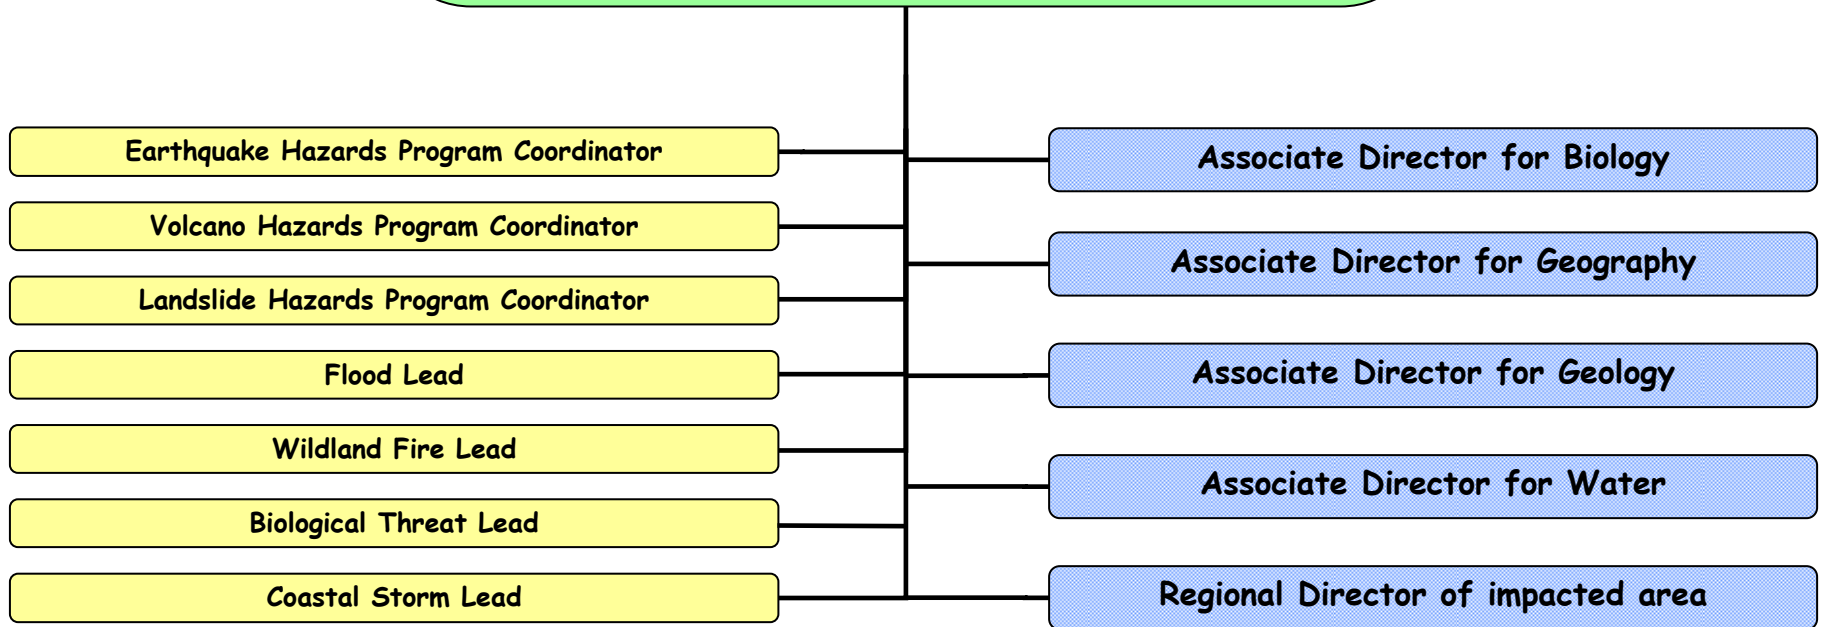 Earthquake Hazards Program Coordinator
Volcano Hazards Program Coordinator
Landslide Hazards Program Coordinator
Flood Lead
Wildland Fire Lead
Biological Threat Lead
Coastal Storm Lead
Associate Director for Biology
Associate Director for Geography
Associate Director for Geology
Associate Director for Water
Regional Director of impacted area